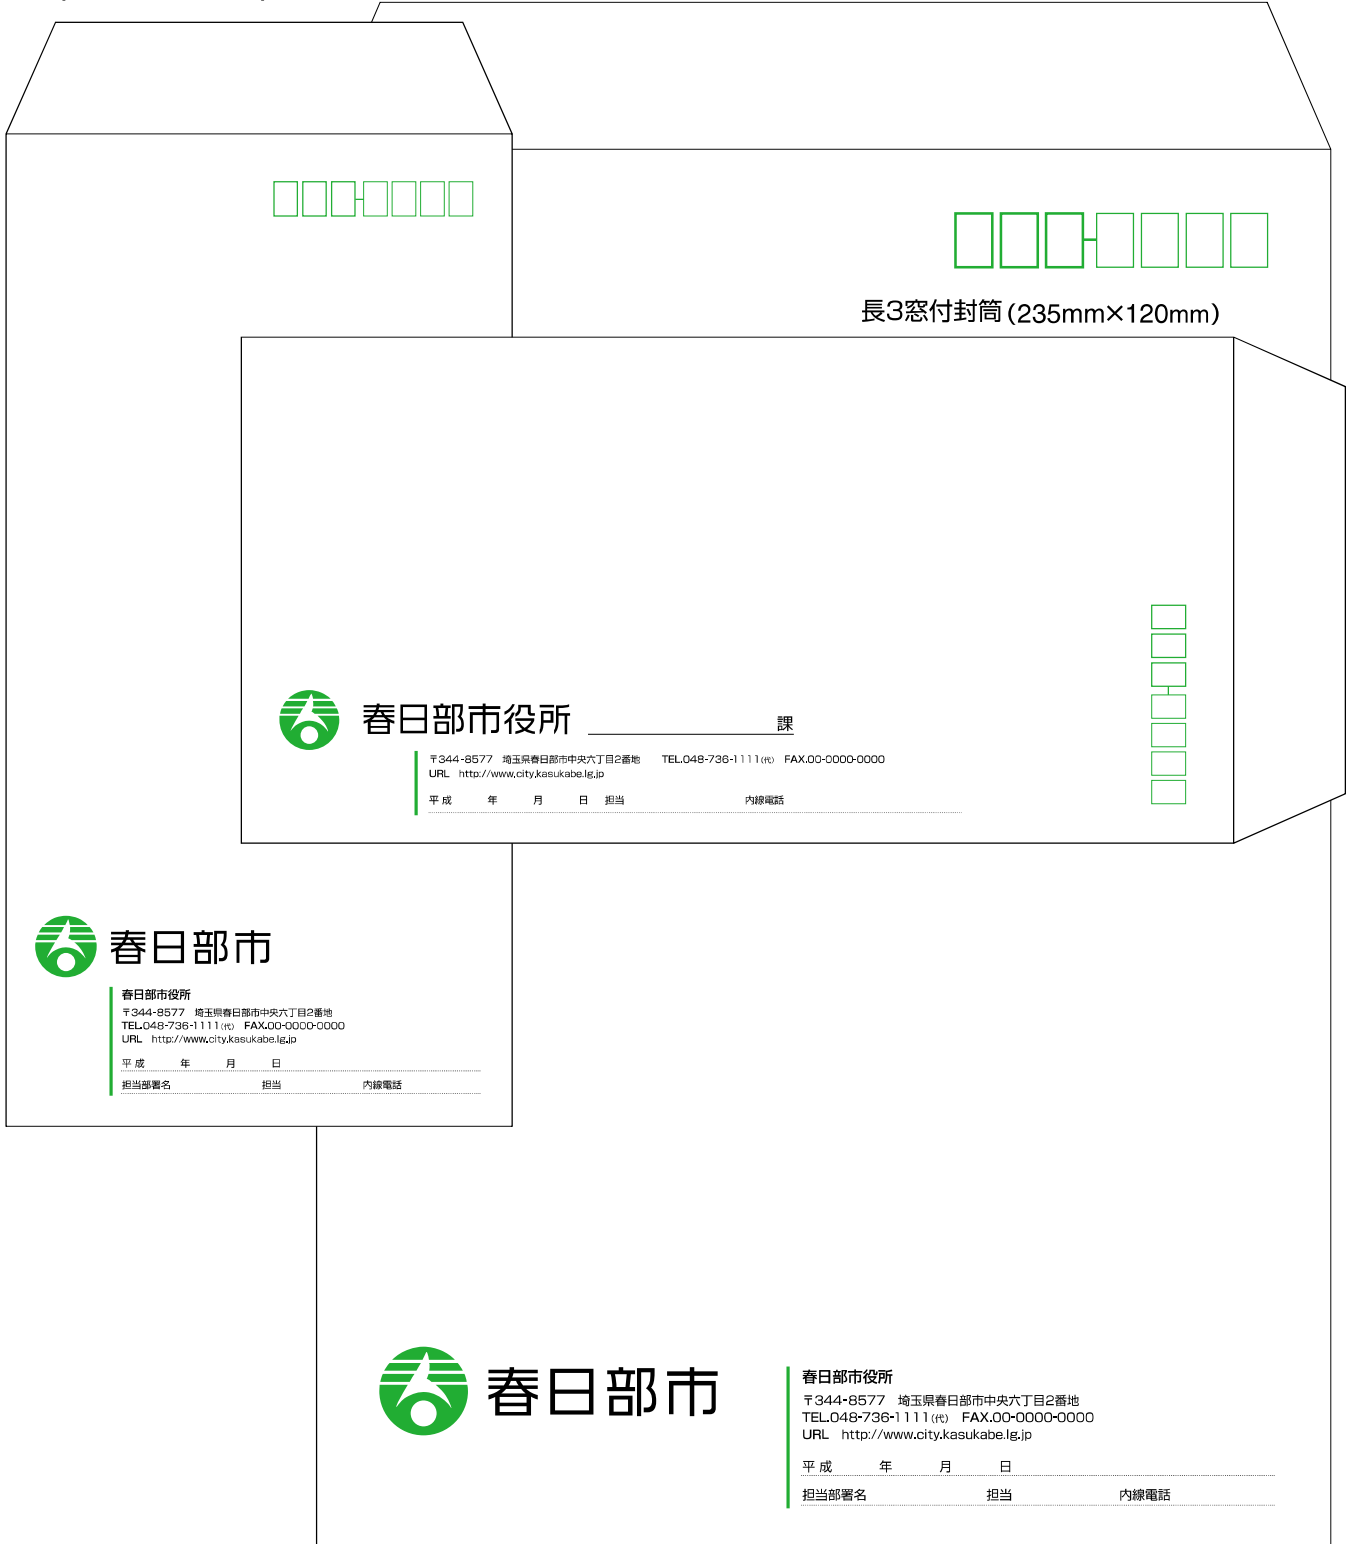 長3窓付封筒(235mm×120mm)
春日部市役所 課
〒344-8577 埼玉県春日部市中央六丁目2番地 TEL.048-736-1111(代) FAX.00-0000-0000
URL http://www.city.kasukabe.lg.jp
平成 年 月 日 担当 内線電話
春日部市
春日部市役所
〒344-8577 埼玉県春日部市中央六丁目2番地
TEL.048-736-1111(代) FAX.00-0000-0000
URL http://www.city.kasukabe.lg.jp
平成 年 月 日
担当部署名 担当 内線電話
春日部市
春日部市役所
〒344-8577 埼玉県春日部市中央六丁目2番地
TEL.048-736-1111(代) FAX.00-0000-0000
URL http://www.city.kasukabe.lg.jp
平成 年 月 日
担当部署名 担当 内線電話